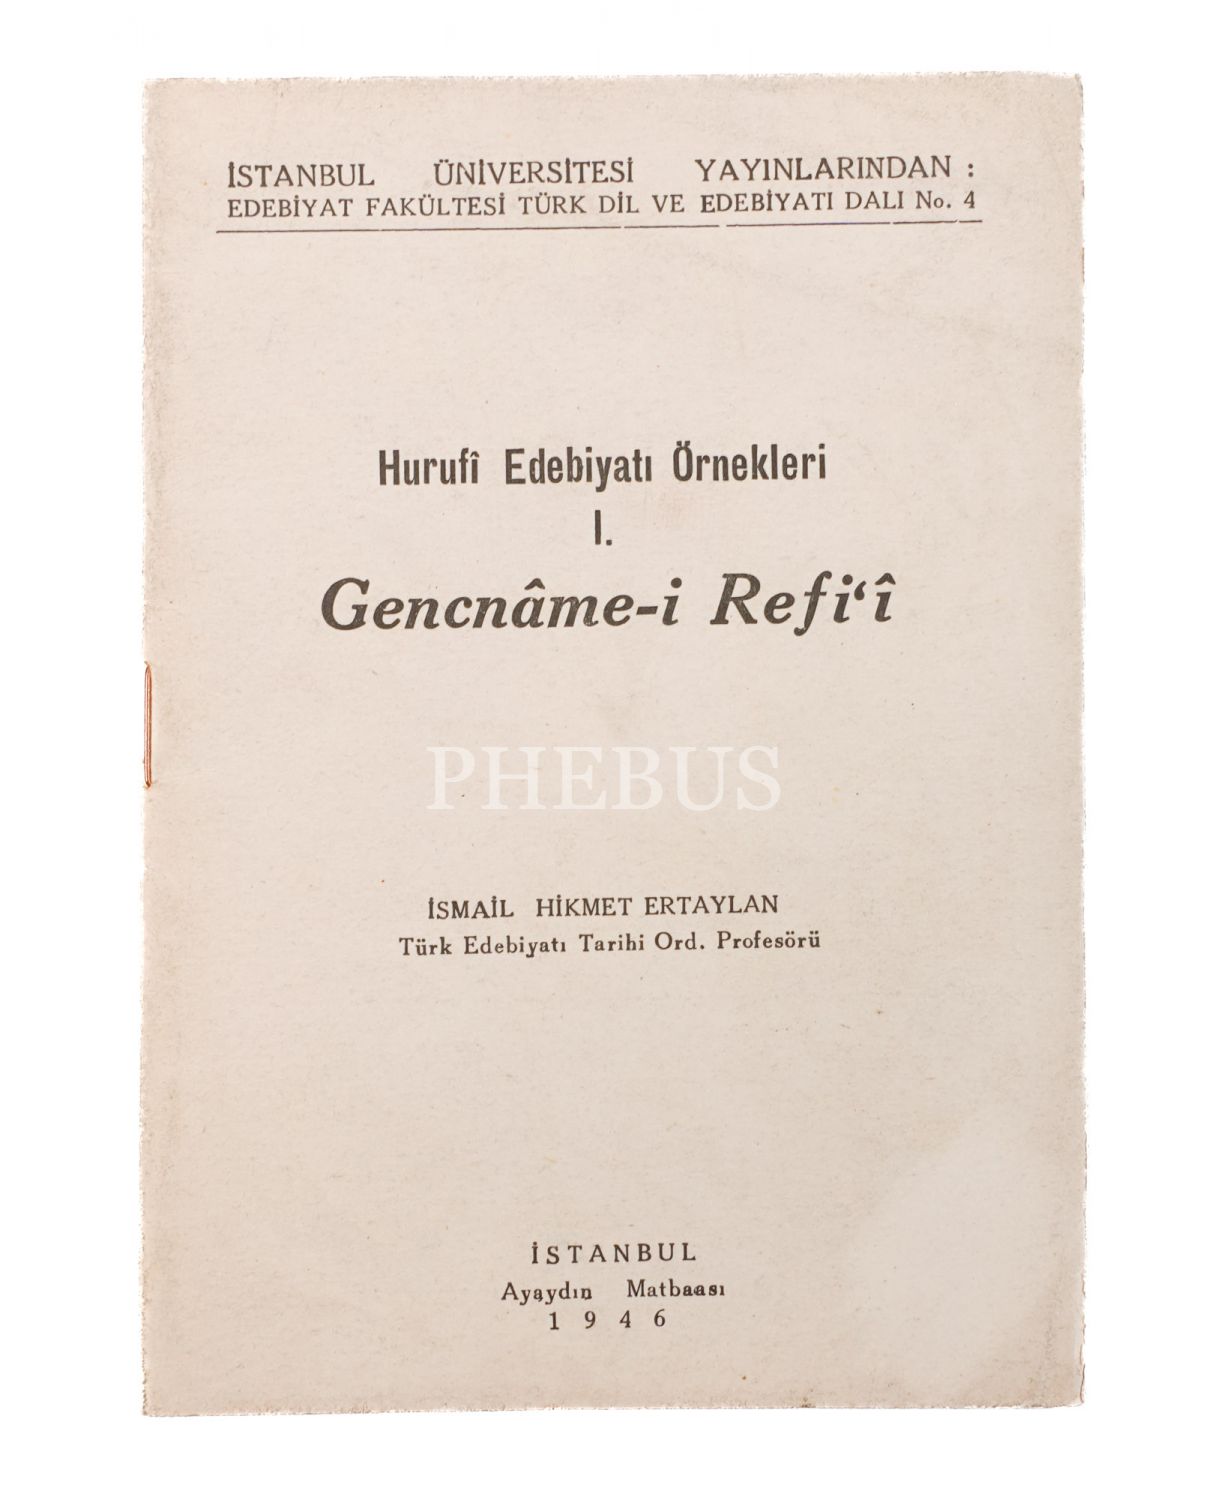 İSTANBUL ÜNİVERSİTESİ YAYINLARINDAN :
EDEBİYAT FAKÜLTESİ TÜRK DİL VE EDEBİYATI DALI No. 4
Hurufî Edebiyatı Örnekleri
I.
Gencnâme-i Refi‘î
PHEBUS
İSMAİL HİKMET ERTAYLAN
Türk Edebiyatı Tarihi Ord. Profesörü
İSTANBUL
Ayaydın Matbaası
1946